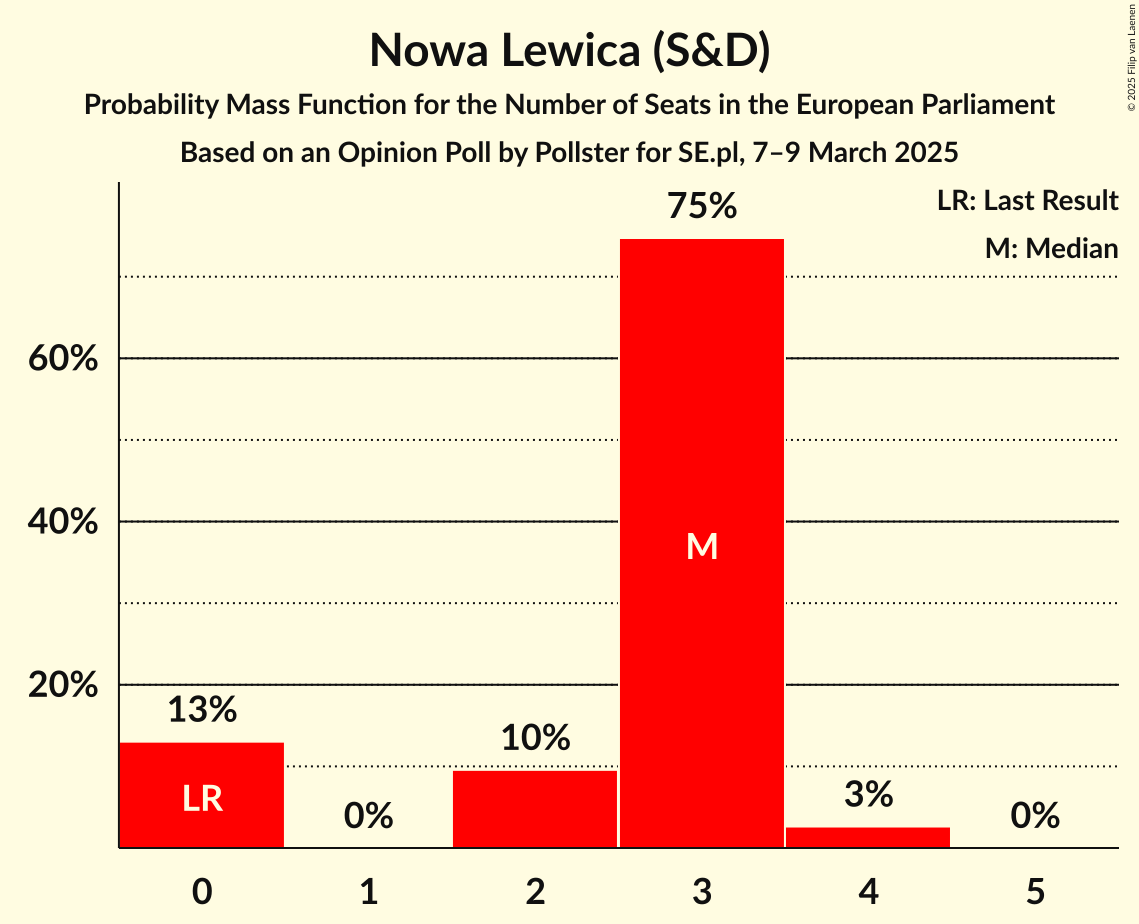 Nowa Lewica (S&D)
Probability Mass Function for the Number of Seats in the European Parliament
Based on an Opinion Poll by Pollster for SE.pl, 7–9 March 2025
© 2025 Filip van Laenen
LR: Last Result
M: Median
60%
40%
20%
13%
0%
10%
75%
3%
0%
LR
M
0
1
2
3
4
5